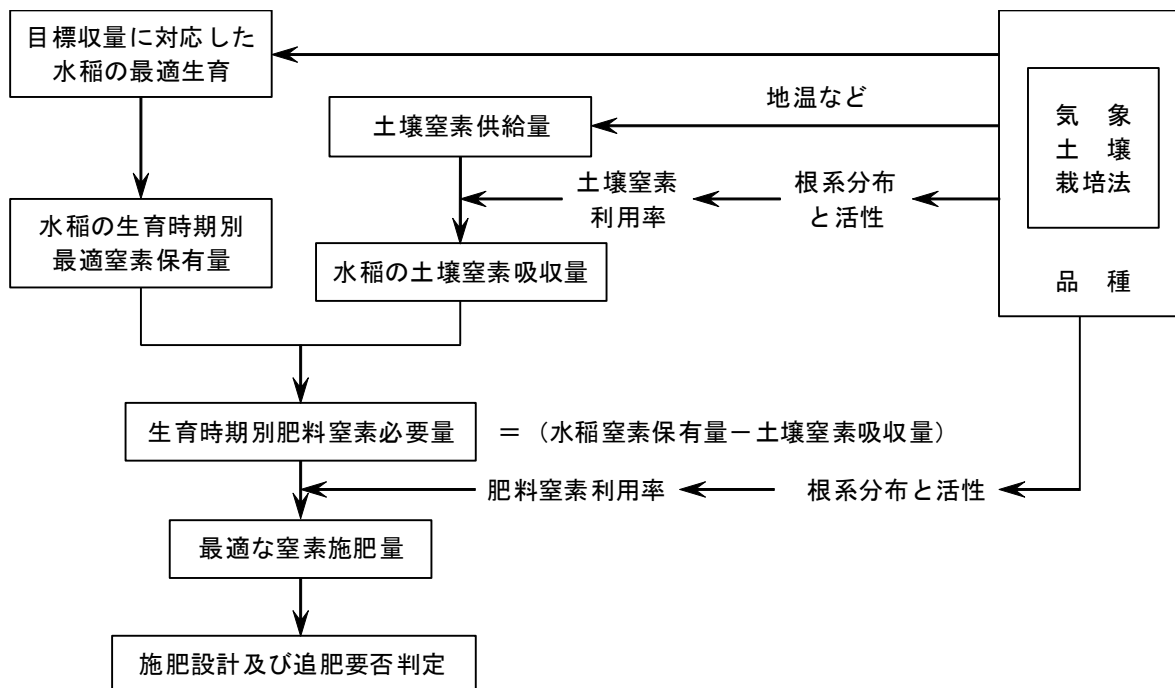 目標収量に対応した
水稲の最適生育
地温など
土壌窒素供給量
気　象
土　壌
栽培法
土壌窒素
利用率
根系分布
と活性
水稲の生育時期別
最適窒素保有量
水稲の土壌窒素吸収量
品　種
生育時期別肥料窒素必要量　＝（水稲窒素保有量－土壌窒素吸収量）
肥料窒素利用率
根系分布と活性
最適な窒素施肥量
施肥設計及び追肥要否判定